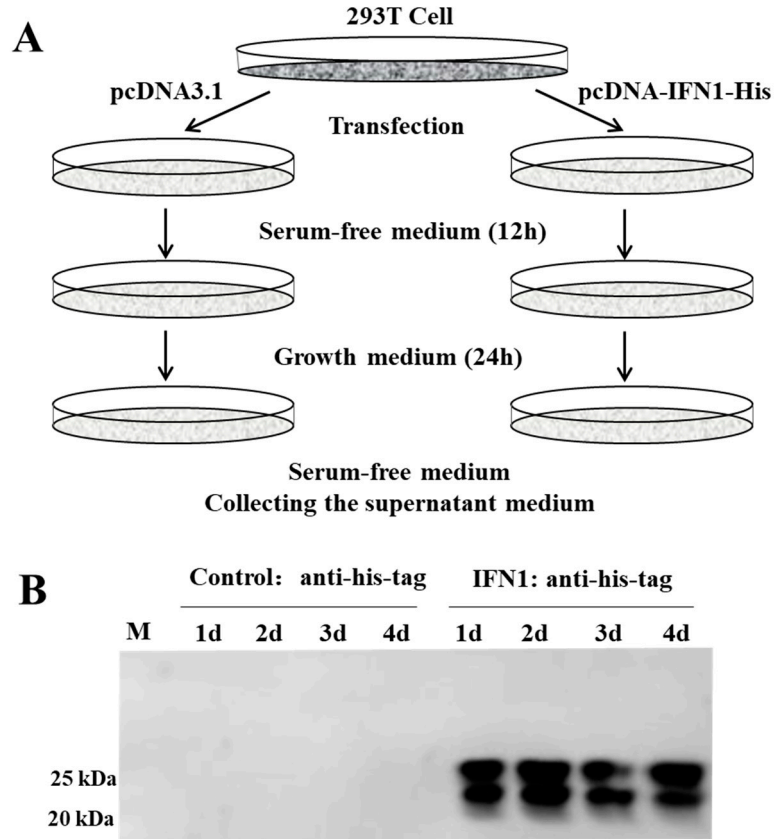 A
293T Cell
pcDNA3.1
pcDNA-IFN1-His
Transfection
Serum-free medium (12h)
Growth medium (24h)
Serum-free medium
Collecting the supernatant medium
B
Control: anti-his-tag
IFN1: anti-his-tag
M 1d 2d 3d 4d 1d 2d 3d 4d
25 kDa
20 kDa